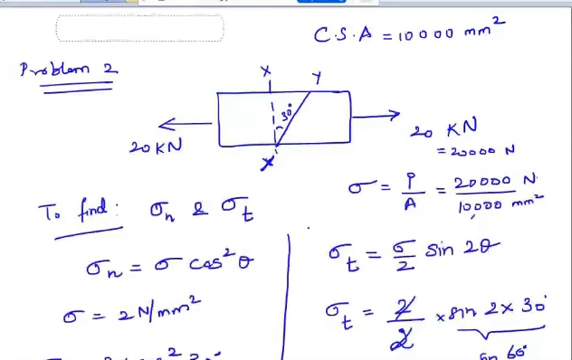 C.S.A = 10000 mm²
Problem 2
X Y
30°
20 KN
20 KN
= 20000 N
X
σ = P/A = 20000 N / 10,000 mm²
To find: σn & σt
σn = σ cos²θ
σt = σ/2 sin 2θ
σ = 2 N/mm²
σt = 2/2 × sin 2 × 30°
60°